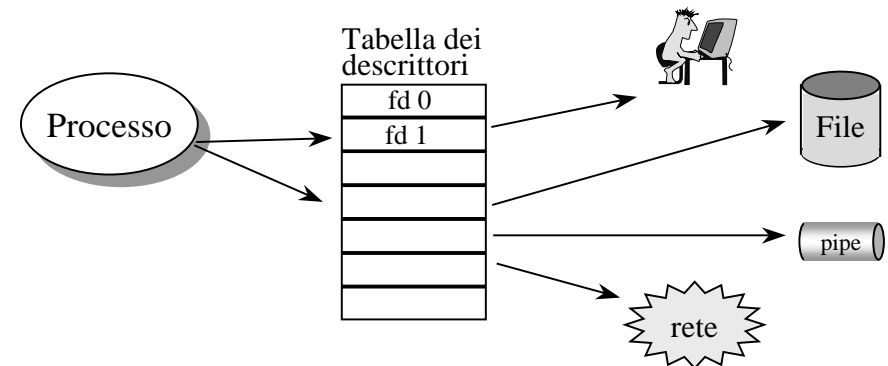 Tabella dei
descrittori
fd 0
fd 1
Processo
File
pipe
rete